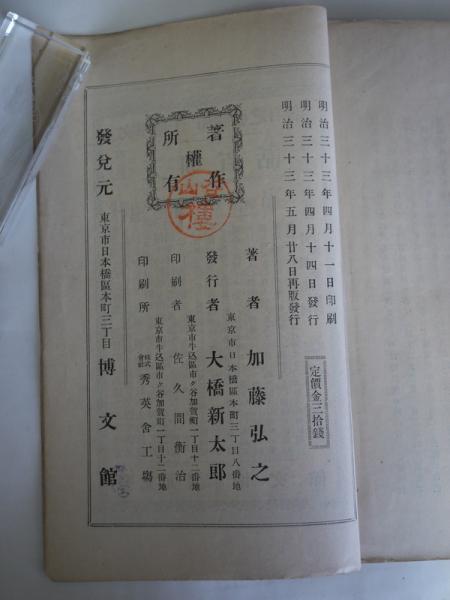 明治三十三年四月十一日印刷
明治三十三年四月十四日發行
明治三十三年五月廿八日再版發行
定價金三拾錢
著作
權
所有
著者　加藤弘之
東京市日本橋區本町三丁目八番地
發行者　大橋新太郎
東京市牛込區市ヶ谷加賀町一丁目十二番地
印刷者　佐久間衡治
東京市牛込區市ヶ谷加賀町一丁目十二番地
印刷所　株式會社秀英舍工場
發兌元　東京市日本橋區本町三丁目　博文館